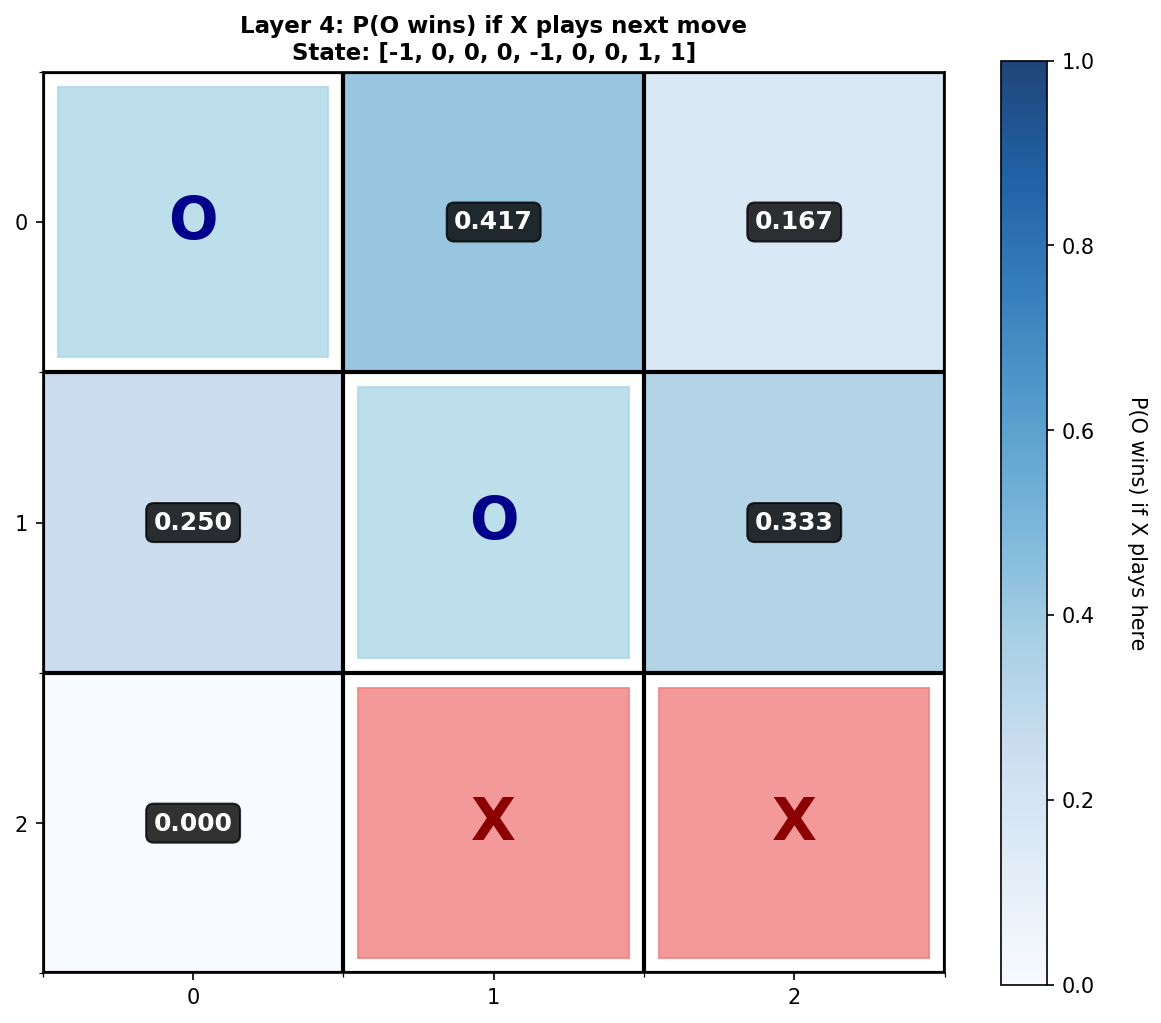 Layer 4: P(O wins) if X plays next move
State: [-1, 0, 0, 0, -1, 0, 0, 1, 1]
0
O
0.417
0.167
1
0.250
O
0.333
2
0.000
X
X
0
1
2
1.0
0.8
0.6
0.4
0.2
0.0
P(O wins) if X plays here